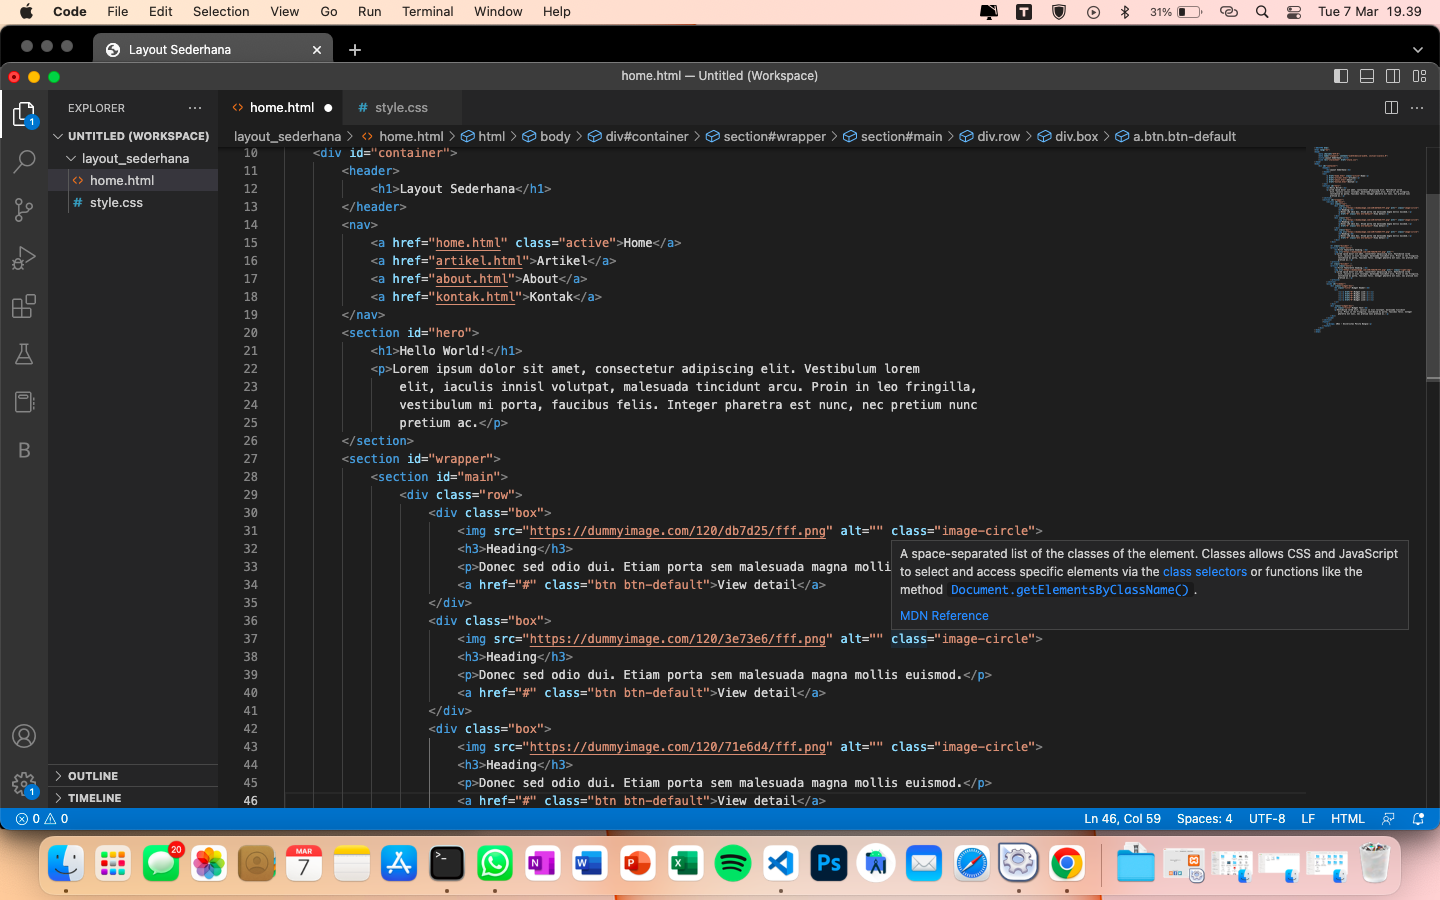 Code File Edit Selection View Go Run Terminal Window Help 31% Tue 7 Mar 19.39
Layout Sederhana
home.html — Untitled (Workspace)
EXPLORER
home.html
# style.css
UNTITLED (WORKSPACE)
layout_sederhana
home.html
# style.css
layout_sederhana > home.html > html > body > div#container > section#wrapper > section#main > div.row > div.box > a.btn.btn-default
10 <div id="container">
11 <header>
12 <h1>Layout Sederhana</h1>
13 </header>
14 <nav>
15 <a href="home.html" class="active">Home</a>
16 <a href="artikel.html">Artikel</a>
17 <a href="about.html">About</a>
18 <a href="kontak.html">Kontak</a>
19 </nav>
20 <section id="hero">
21 <h1>Hello World!</h1>
22 <p>Lorem ipsum dolor sit amet, consectetur adipiscing elit. Vestibulum lorem
23 elit, iaculis innisl volutpat, malesuada tincidunt arcu. Proin in leo fringilla,
24 vestibulum mi porta, faucibus felis. Integer pharetra est nunc, nec pretium nunc
25 pretium ac.</p>
26 </section>
27 <section id="wrapper">
28 <section id="main">
29 <div class="row">
30 <div class="box">
31 <img src="https://dummyimage.com/120/db7d25/fff.png" alt="" class="image-circle">
32 <h3>Heading</h3>
33 <p>Donec sed odio dui. Etiam porta sem malesuada magna molli
34 <a href="#" class="btn btn-default">View detail</a>
35 </div>
36 <div class="box">
37 <img src="https://dummyimage.com/120/3e73e6/fff.png" alt="" class="image-circle">
38 <h3>Heading</h3>
39 <p>Donec sed odio dui. Etiam porta sem malesuada magna mollis euismod.</p>
40 <a href="#" class="btn btn-default">View detail</a>
41 </div>
42 <div class="box">
43 <img src="https://dummyimage.com/120/71e6d4/fff.png" alt="" class="image-circle">
44 <h3>Heading</h3>
45 <p>Donec sed odio dui. Etiam porta sem malesuada magna mollis euismod.</p>
46 <a href="#" class="btn btn-default">View detail</a>
A space-separated list of the classes of the element. Classes allows CSS and JavaScript
to select and access specific elements via the class selectors or functions like the
method Document.getElementsByClassName().
MDN Reference
1
B
1
OUTLINE
TIMELINE
0 0 Ln 46, Col 59 Spaces: 4 UTF-8 LF HTML
20
MAR
7
N
W
P
X
Ps